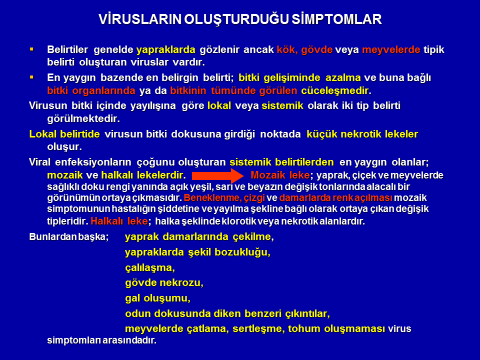 VİRUSLARIN OLUŞTURDUĞU SİMPTOMLAR
▪ Belirtiler genelde yapraklarda gözlenir ancak kök, gövde veya meyvelerde tipik
belirti oluşturan viruslar vardır.
▪ En yaygın bazende en belirgin belirti; bitki gelişiminde azalma ve buna bağlı
bitki organlarında ya da bitkinin tümünde görülen cüceleşmedir.
Virusun bitki içinde yayılışına göre lokal veya sistemik olarak iki tip belirti
görülmektedir.
Lokal belirtide virusun bitki dokusuna girdiği noktada küçük nekrotik lekeler
oluşur.
Viral enfeksiyonların çoğunu oluşturan sistemik belirtilerden en yaygın olanlar;
mozaik ve halkalı lekelerdir. Mozaik leke; yaprak, çiçek ve meyvelerde
sağlıklı doku rengi yanında açık yeşil, sarı ve beyazın değişik tonlarında alacalı bir
görünümün ortaya çıkmasıdır. Beneklenme, çizgi ve damarlarda renk açılması mozaik
simptomunun hastalığın şiddetine ve yayılma şekline bağlı olarak ortaya çıkan değişik
tipleridir. Halkalı leke; halka şeklinde klorotik veya nekrotik alanlardır.
Bunlardan başka; yaprak damarlarında çekilme,
yapraklarda şekil bozukluğu,
çalılaşma,
gövde nekrozu,
gal oluşumu,
odun dokusunda diken benzeri çıkıntılar,
meyvelerde çatlama, sertleşme, tohum oluşmaması virus
simptomları arasındadır.